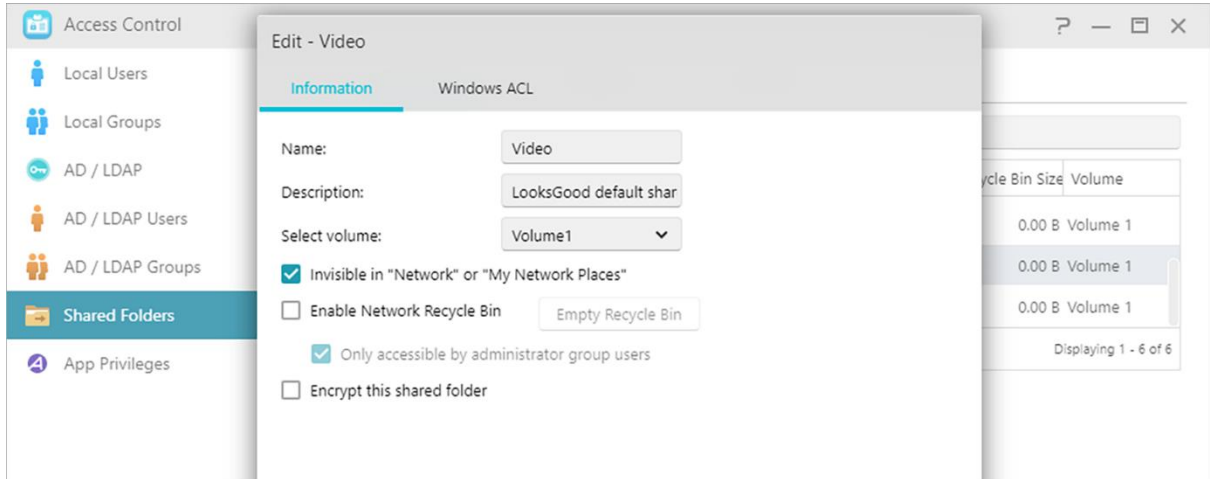 Access Control
Local Users
Local Groups
AD / LDAP
AD / LDAP Users
AD / LDAP Groups
Shared Folders
App Privileges
Edit - Video
Information Windows ACL
Name: Video
Description: LooksGood default shar
Select volume: Volume1
Invisible in "Network" or "My Network Places"
Enable Network Recycle Bin Empty Recycle Bin
Only accessible by administrator group users
Encrypt this shared folder
ycle Bin Size Volume
0.00 B Volume 1
0.00 B Volume 1
0.00 B Volume 1
Displaying 1 - 6 of 6